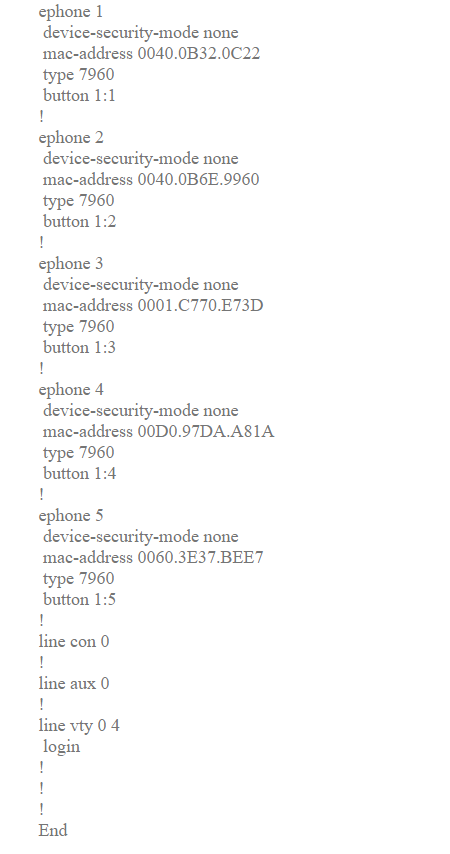 ephone 1
device-security-mode none
mac-address 0040.0B32.0C22
type 7960
button 1:1
!
ephone 2
device-security-mode none
mac-address 0040.0B6E.9960
type 7960
button 1:2
!
ephone 3
device-security-mode none
mac-address 0001.C770.E73D
type 7960
button 1:3
!
ephone 4
device-security-mode none
mac-address 00D0.97DA.A81A
type 7960
button 1:4
!
ephone 5
device-security-mode none
mac-address 0060.3E37.BEE7
type 7960
button 1:5
!
line con 0
!
line aux 0
!
line vty 0 4
login
!
!
!
End